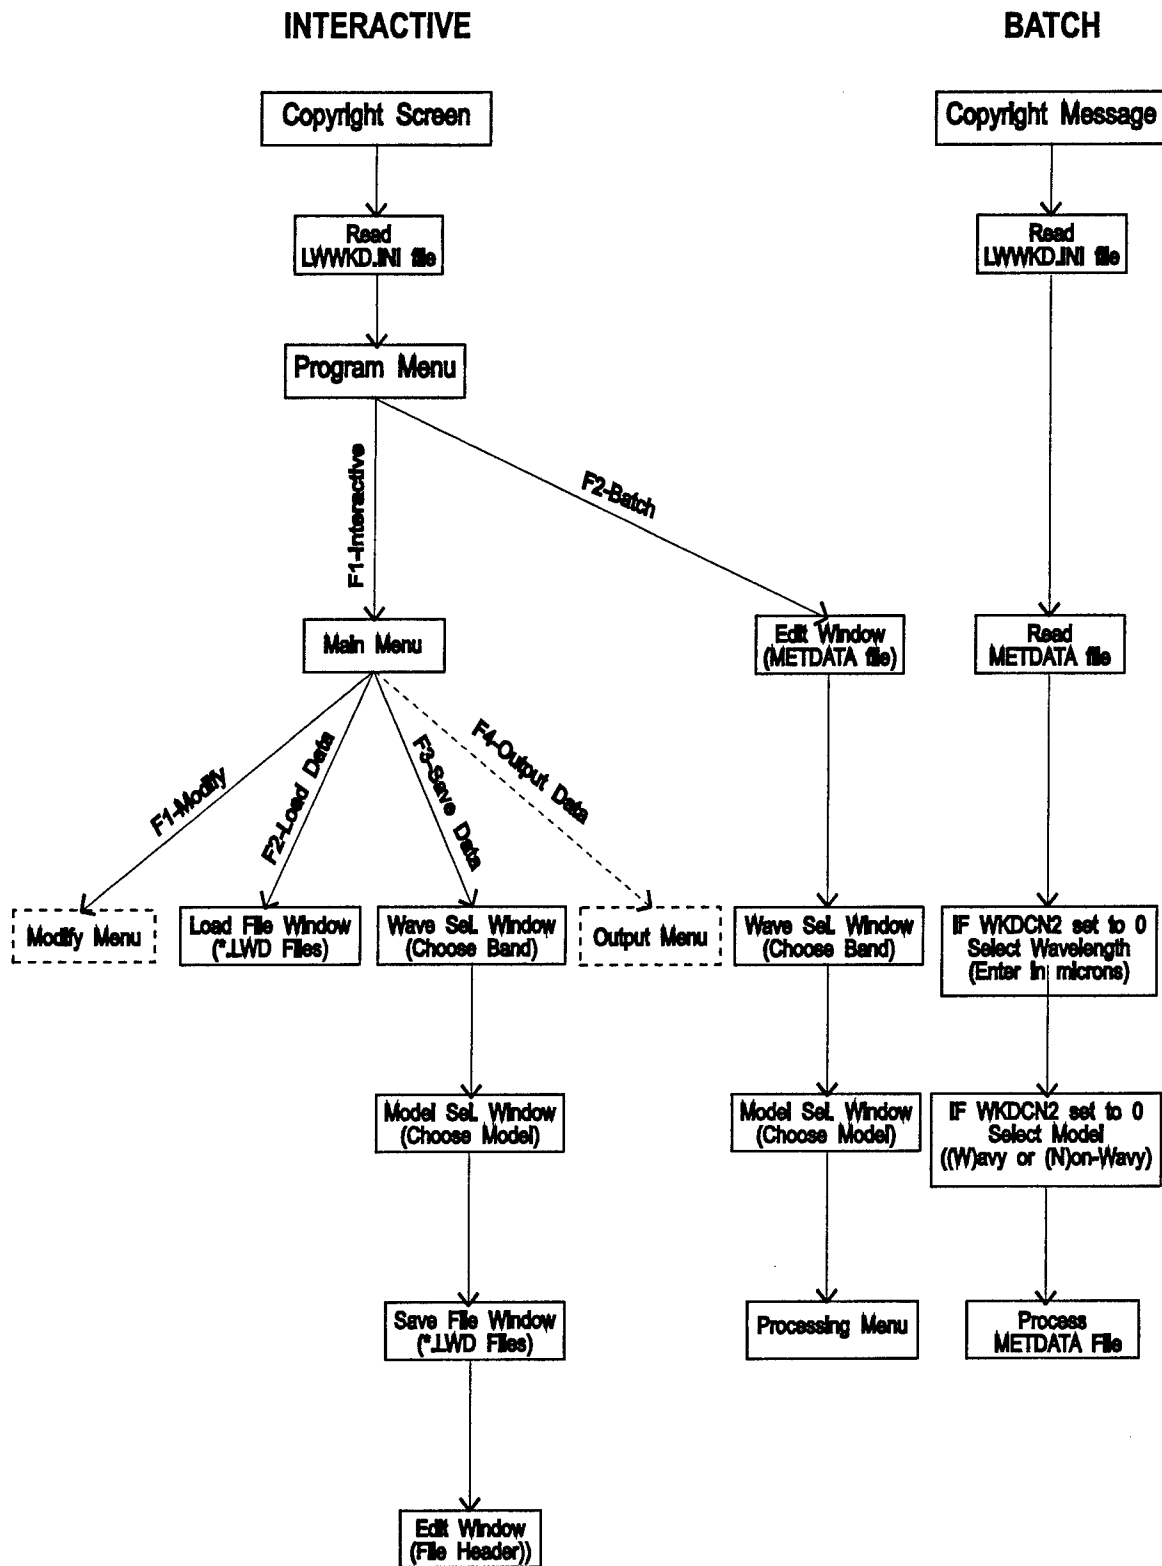 INTERACTIVE
BATCH
Copyright Screen
Copyright Message
Read
LWWKD.INI file
Read
LWWKD.INI file
Program Menu
F1-Interactive
F2-Batch
Main Menu
Edit Window
(METDATA file)
Read
METDATA file
F1-Modify
F2-Load Data
F3-Save Data
F4-Output Data
Modify Menu
Load File Window
(*.LWD Files)
Wave Sel. Window
(Choose Band)
Output Menu
Wave Sel. Window
(Choose Band)
IF WKDCN2 set to 0
Select Wavelength
(Enter in microns)
Model Sel. Window
(Choose Model)
Model Sel. Window
(Choose Model)
IF WKDCN2 set to 0
Select Model
((W)avy or (N)on-Wavy)
Save File Window
(*.LWD Files)
Processing Menu
Process
METDATA File
Edit Window
(File Header))